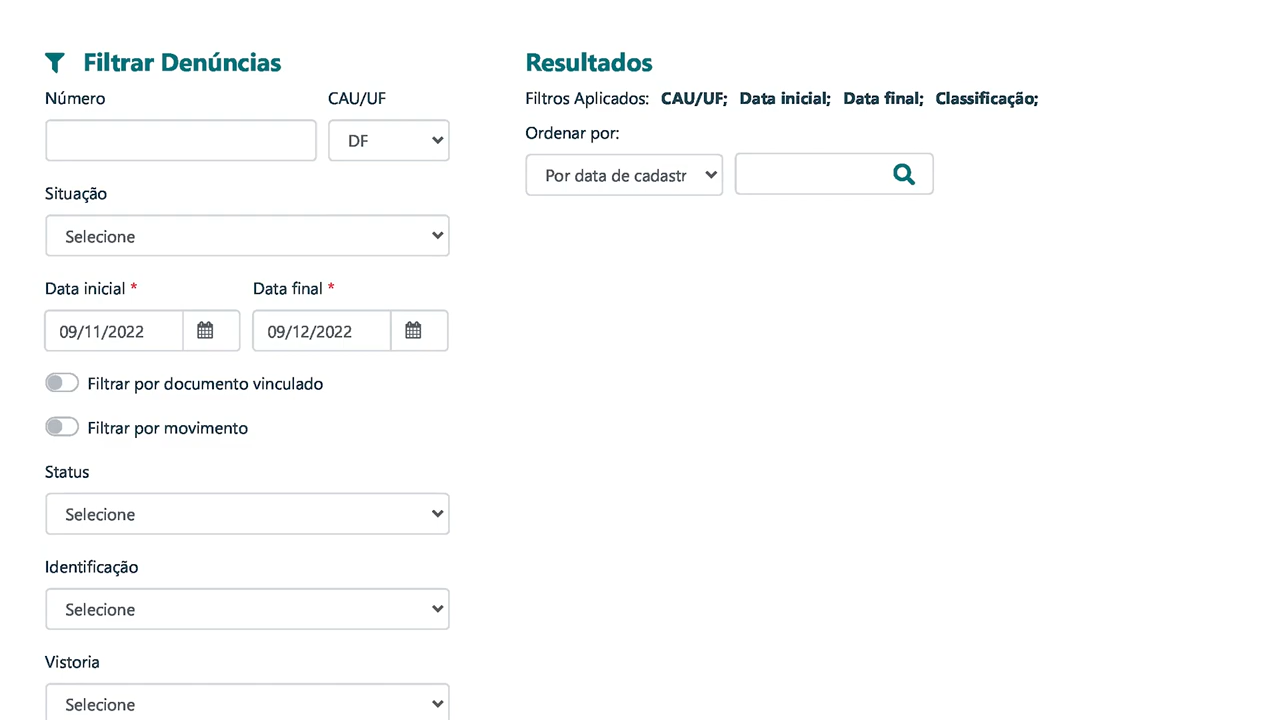 Filtrar Denúncias
Número
CAU/UF
DF
Situação
Selecione
Data inicial *
Data final *
09/11/2022
09/12/2022
Filtrar por documento vinculado
Filtrar por movimento
Status
Selecione
Identificação
Selecione
Vistoria
Selecione
Resultados
Filtros Aplicados: CAU/UF; Data inicial; Data final; Classificação;
Ordenar por:
Por data de cadastr